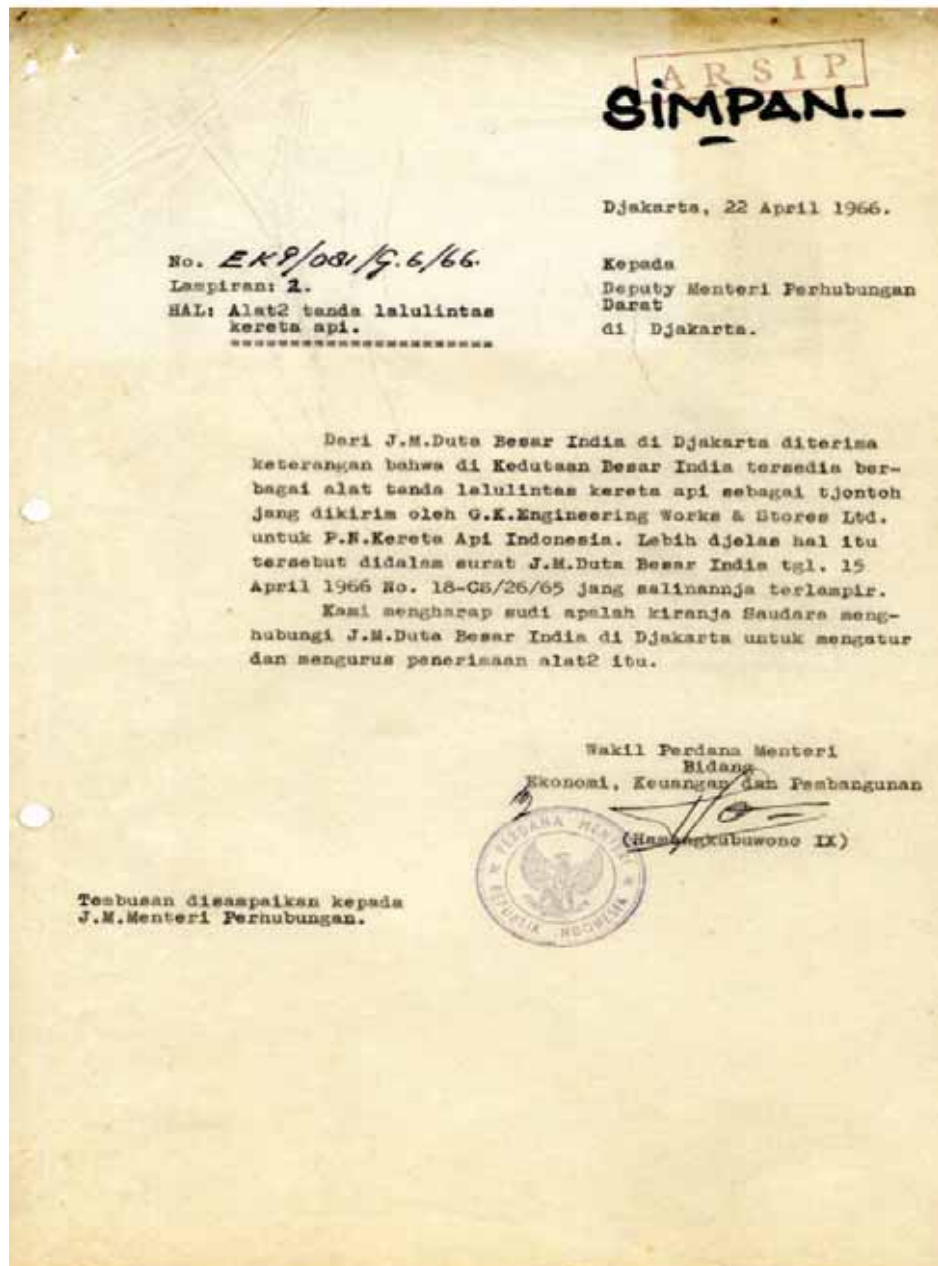 ARSIP
SIMPAN.-
Djakarta, 22 April 1966.
No. EKP/081/G.6/66.
Lampiran: 1.
HAL: Alat2 tanda lalulintas
kereta api.
======================
Kepada
Deputy Menteri Perhubungan
Darat
di Djakarta.
Dari J.M.Duta Besar India di Djakarta diterima
keterangan bahwa di Kedutaan Besar India tersedia ber-
bagai alat tanda lalulintas kereta api sebagai tjontoh
jang dikirim oleh G.K.Engineering Works & Stores Ltd.
untuk P.N.Kereta Api Indonesia. Lebih djelas hal itu
tersebut didalam surat J.M.Duta Besar India tgl. 15
April 1966 No. 18-CS/26/65 jang salinannja terlampir.
Kami mengharap sudi apalah kiranja Saudara meng-
hubungi J.M.Duta Besar India di Djakarta untuk mengatur
dan mengurus penerimaan alat2 itu.
Wakil Perdana Menteri
Bidang
Ekonomi, Keuangan dan Pembangunan
(Hamengkubuwono IX)
PERDANA MENTERI
REPUBLIK INDONESIA
Tembusan disampaikan kepada
J.M.Menteri Perhubungan.